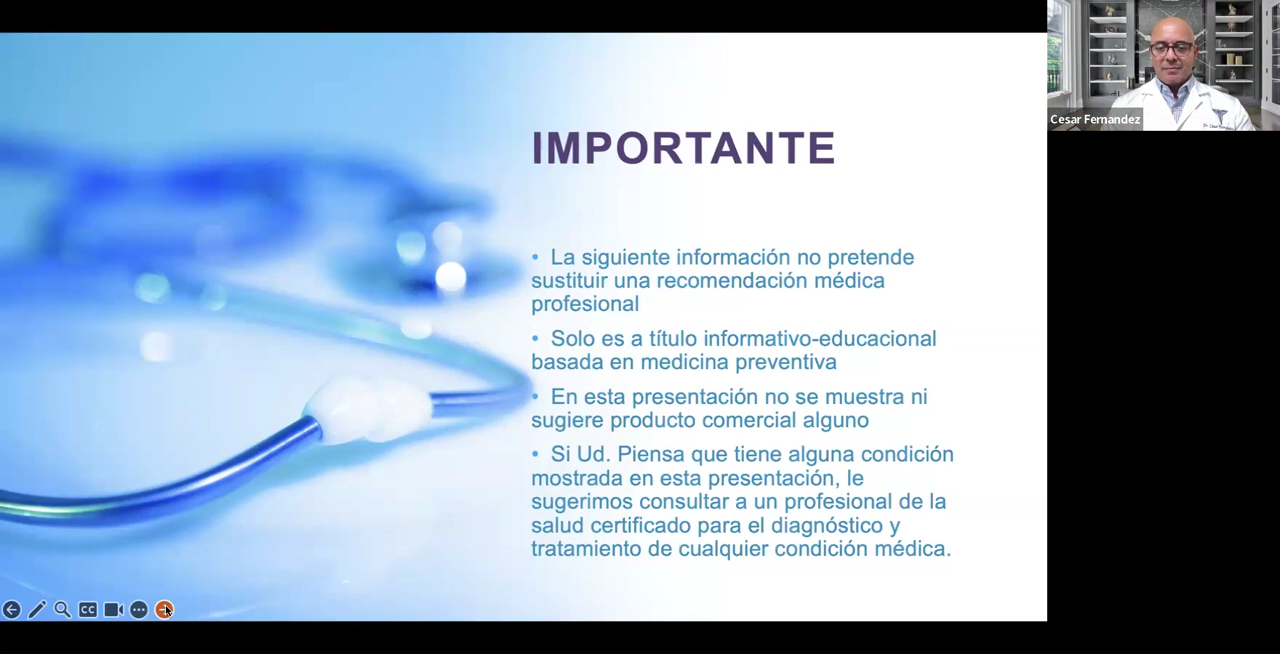 IMPORTANTE
• La siguiente información no pretende
sustituir una recomendación médica
profesional
• Solo es a título informativo-educacional
basada en medicina preventiva
• En esta presentación no se muestra ni
sugiere producto comercial alguno
• Si Ud. Piensa que tiene alguna condición
mostrada en esta presentación, le
sugerimos consultar a un profesional de la
salud certificado para el diagnóstico y
tratamiento de cualquier condición médica.
Cesar Fernandez
CC